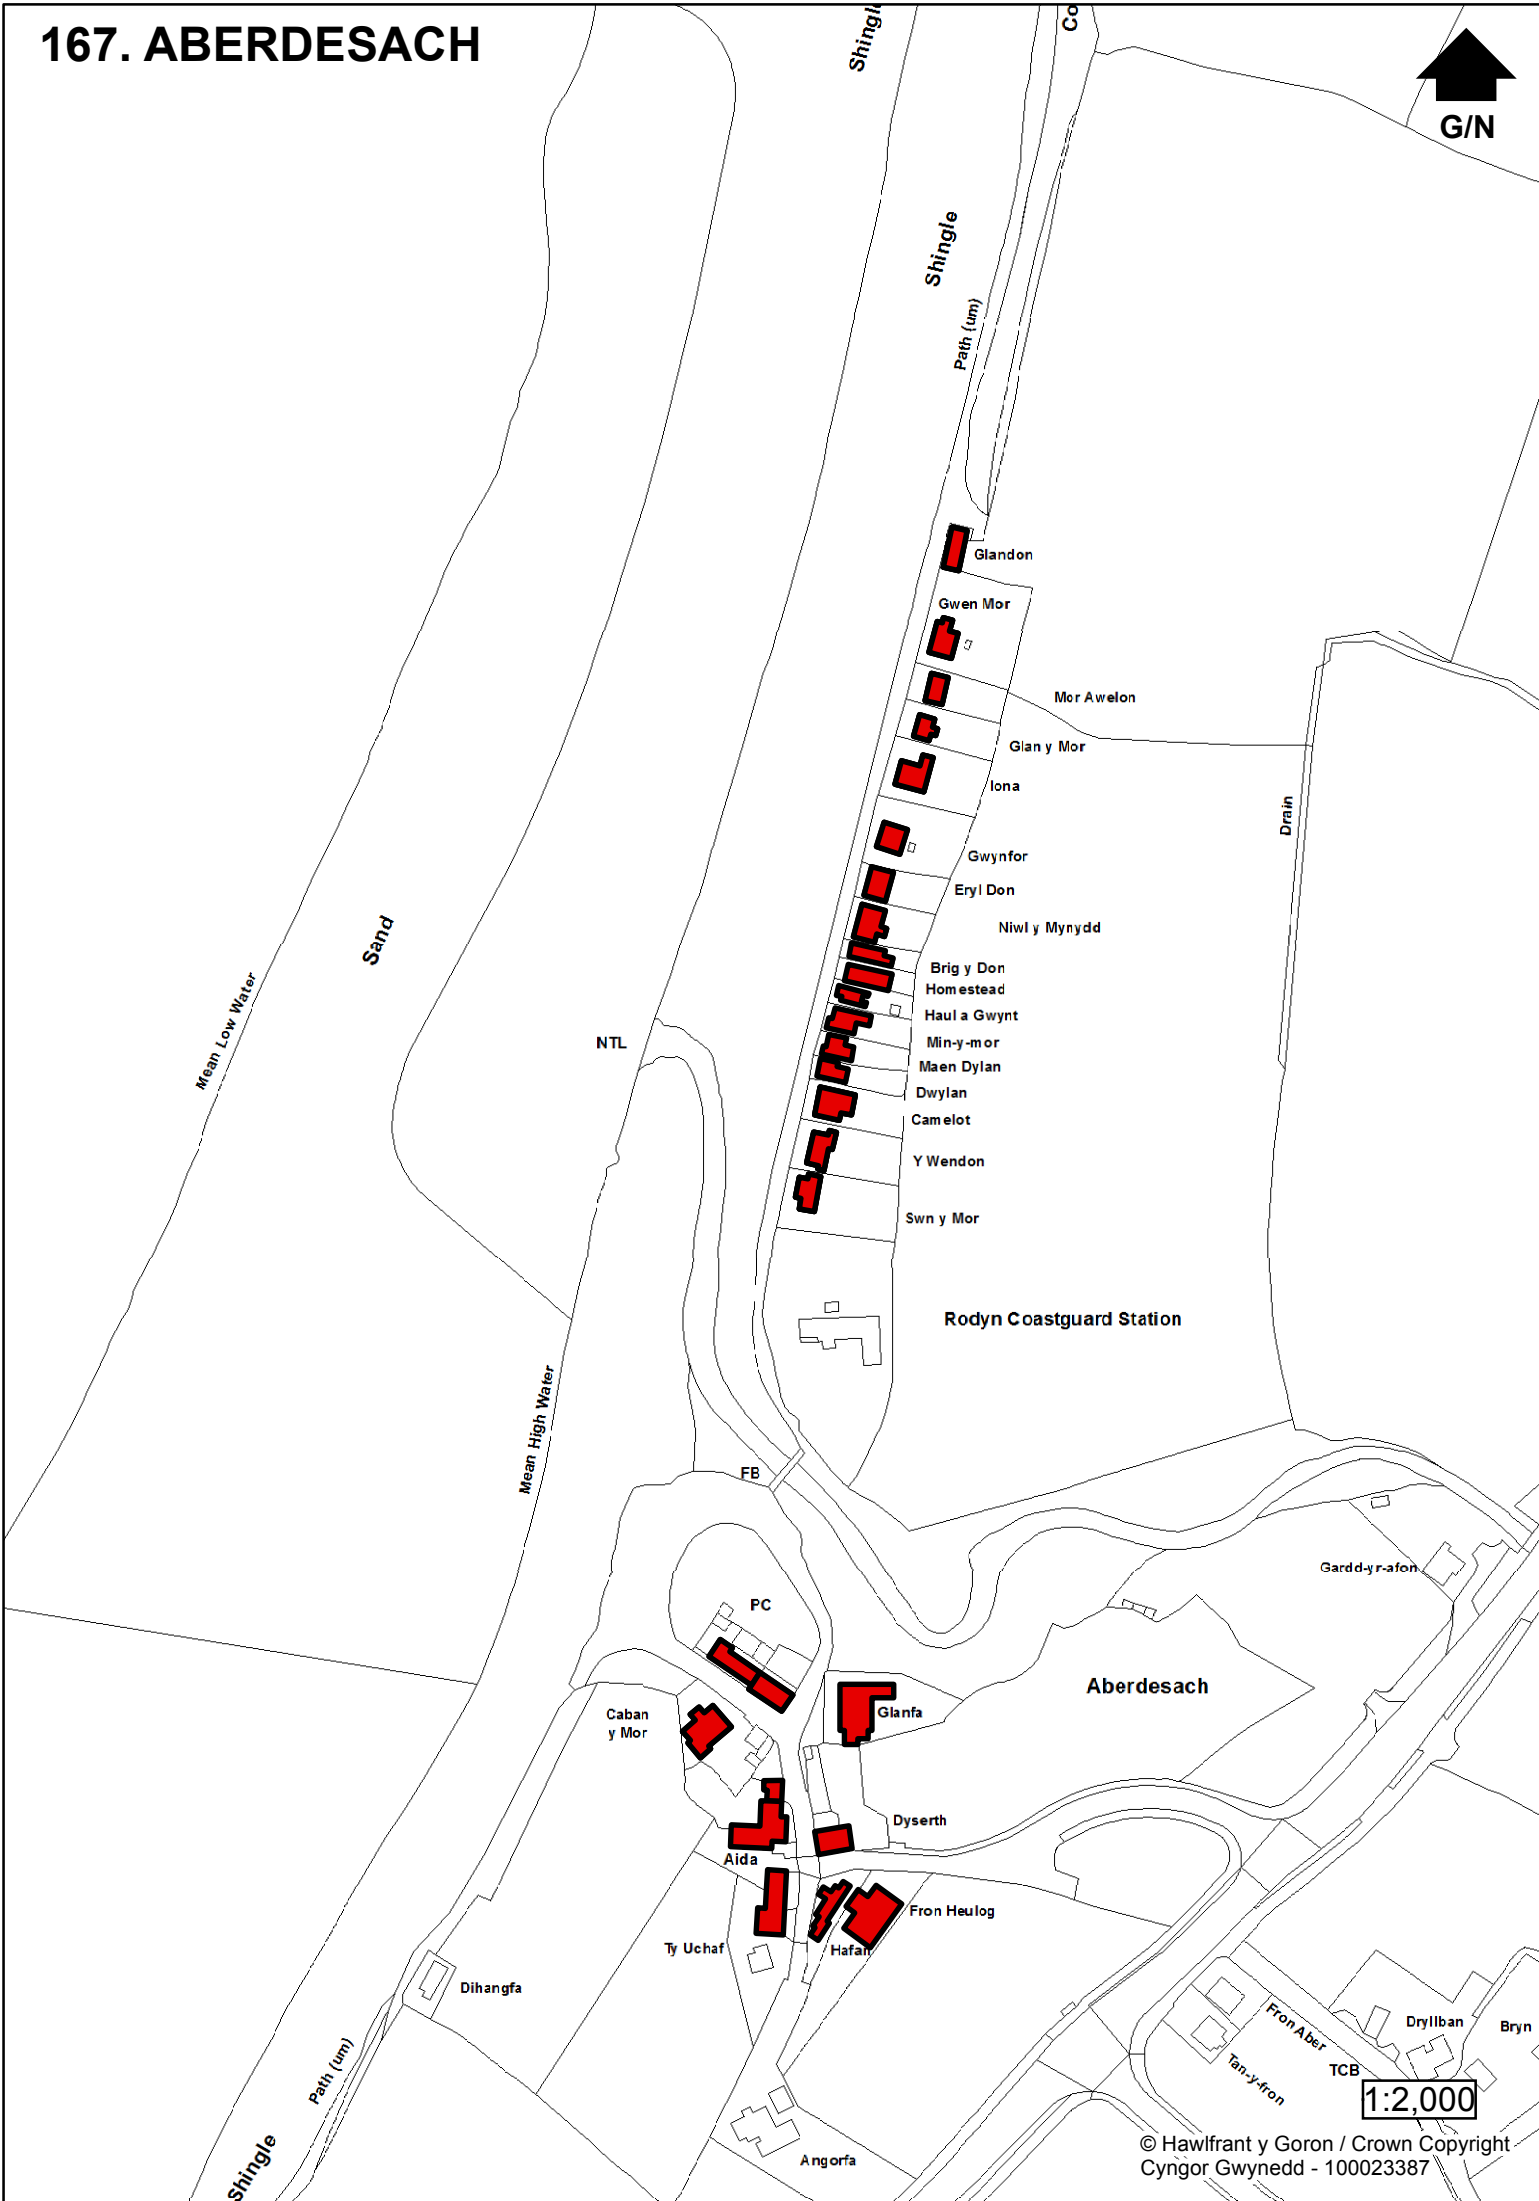 167. ABERDESACH
G/N
Shingle
Co
Shingle
Path (um)
Glandon
Gwen Mor
Mor Awelon
Glan y Mor
Iona
Drain
Gwynfor
Eryl Don
Niwl y Mynydd
Sand
Brig y Don
Homestead
Haul a Gwynt
Mean Low Water
NTL
Min-y-mor
Maen Dylan
Dwylan
Camelot
Y Wendon
Swn y Mor
Rodyn Coastguard Station
Mean High Water
FB
Gardd-yr-afon
PC
Aberdesach
Caban
y Mor
Glanfa
Dyserth
Aida
Fron Heulog
Ty Uchaf
Hafan
Dihangfa
Fron Aber
Dryllban
Bryn
Path (um)
Tan-y-fron
TCB
1:2,000
Shingle
Angorfa
© Hawlfrant y Goron / Crown Copyright
Cyngor Gwynedd - 100023387